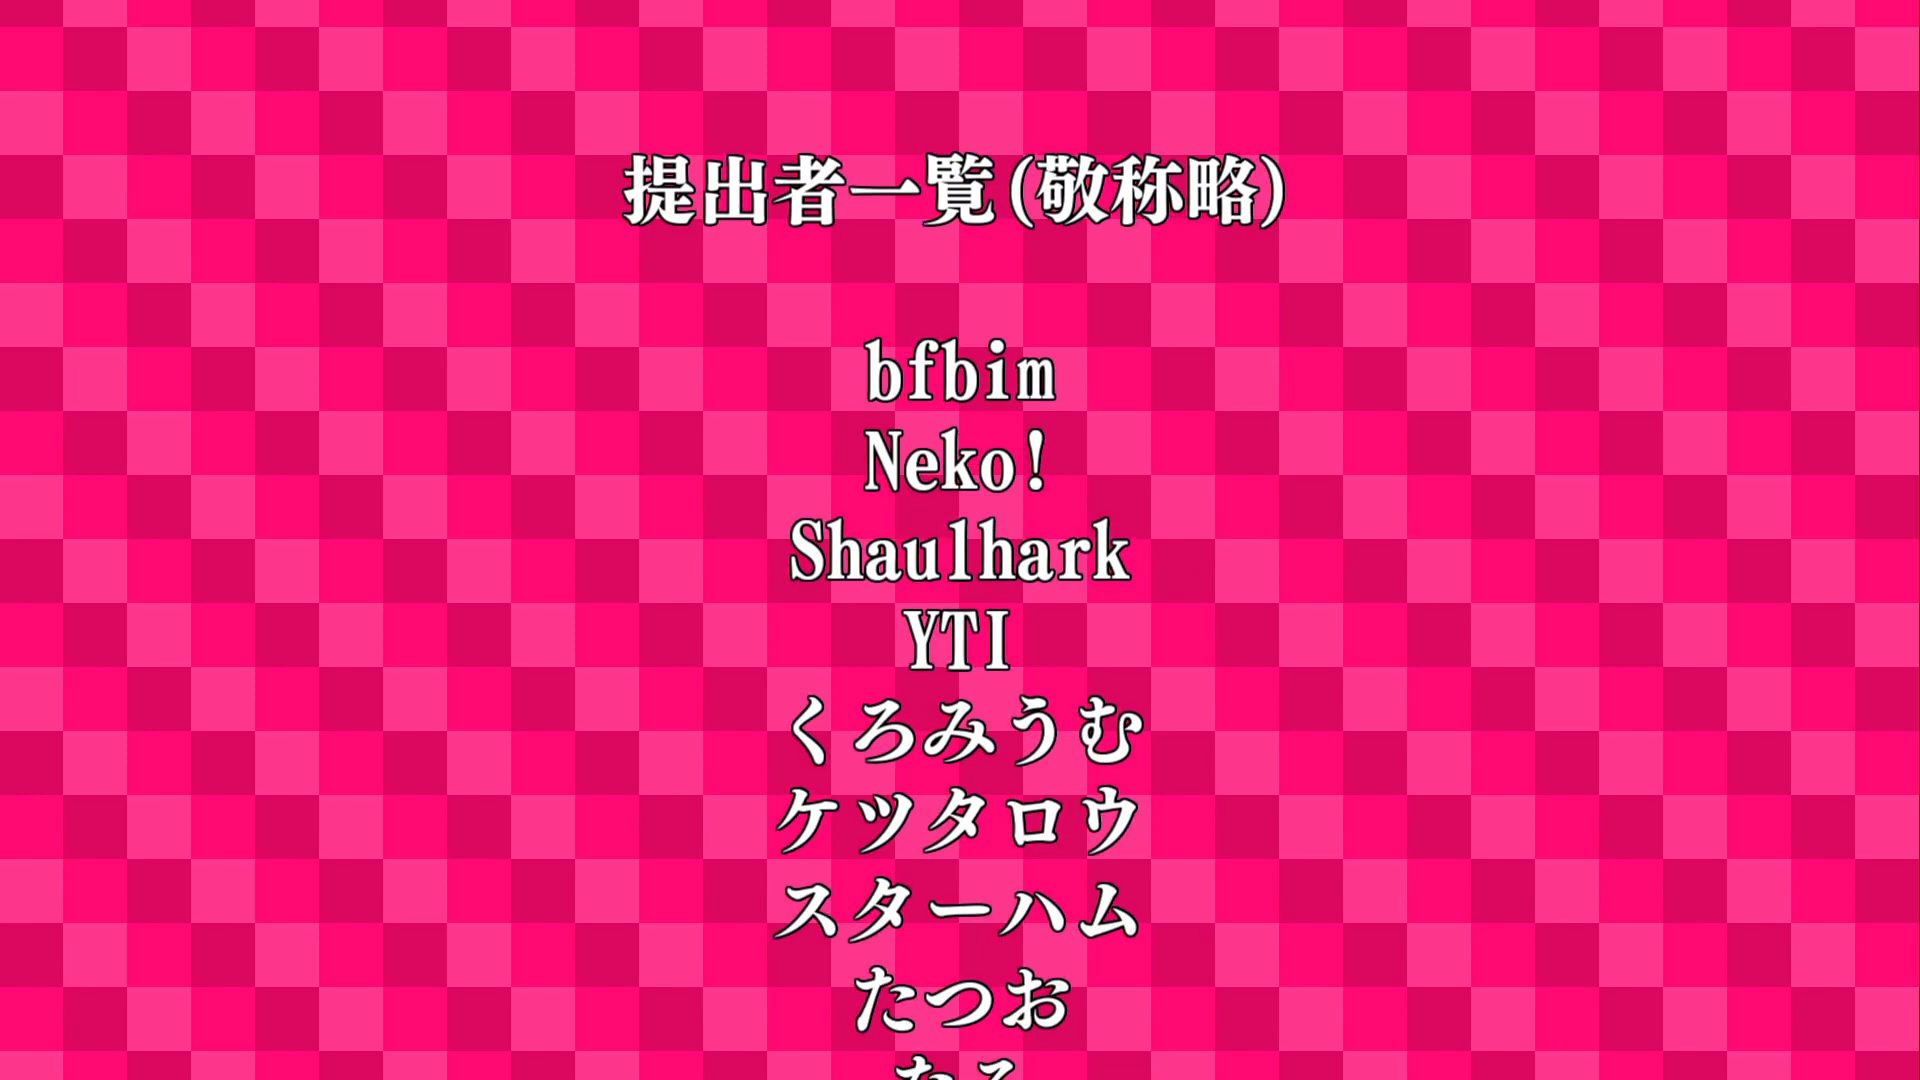 提出者一覧(敬称略)
bfbim
Neko!
Shaulhark
YTI
くろみうむ
ケツタロウ
スターハム
たつお